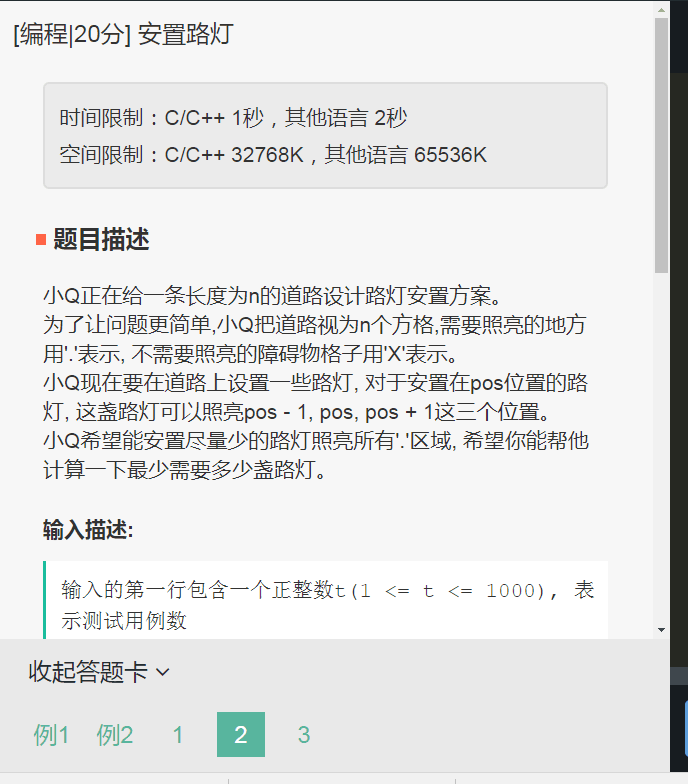 [编程|20分] 安置路灯
时间限制：C/C++ 1秒，其他语言 2秒
空间限制：C/C++ 32768K，其他语言 65536K
题目描述
小Q正在给一条长度为n的道路设计路灯安置方案。
为了让问题更简单,小Q把道路视为n个方格,需要照亮的地方
用'.'表示, 不需要照亮的障碍物格子用'X'表示。
小Q现在要在道路上设置一些路灯, 对于安置在pos位置的路
灯, 这盏路灯可以照亮pos - 1, pos, pos + 1这三个位置。
小Q希望能安置尽量少的路灯照亮所有'.'区域, 希望你能帮他
计算一下最少需要多少盏路灯。
输入描述:
输入的第一行包含一个正整数t(1 <= t <= 1000), 表
示测试用例数
收起答题卡
例1 例2 1 2 3